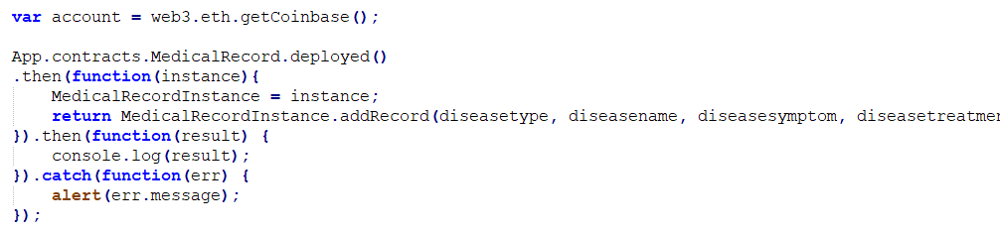 var account = web3.eth.getCoinbase();
App.contracts.MedicalRecord.deployed()
.then(function(instance){
MedicalRecordInstance = instance;
return MedicalRecordInstance.addRecord(diseasetype, diseasename, diseasesymptom,
}).then(function(result) {
console.log(result);
}).catch(function(err) {
alert(err.message);
});